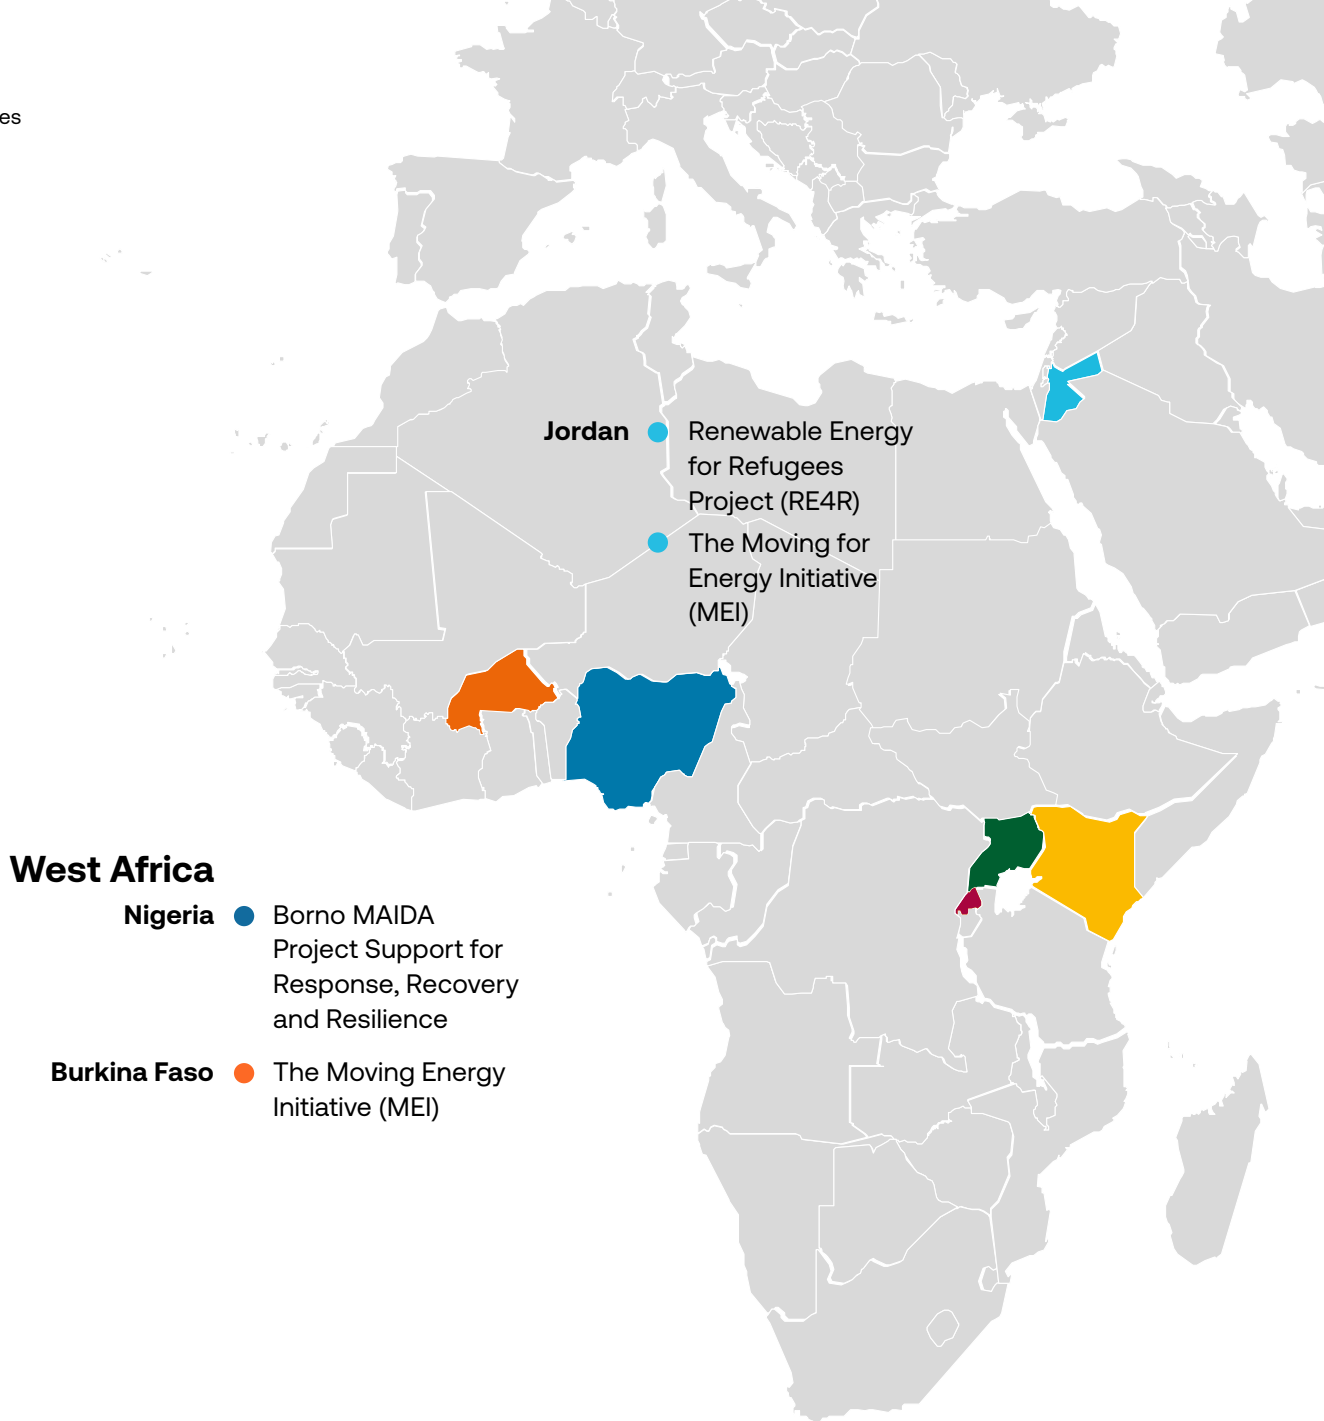 es
Jordan
Renewable Energy
for Refugees
Project (RE4R)
The Moving for
Energy Initiative
(MEI)
West Africa
Nigeria
Borno MAIDA
Project Support for
Response, Recovery
and Resilience
Burkina Faso
The Moving Energy
Initiative (MEI)